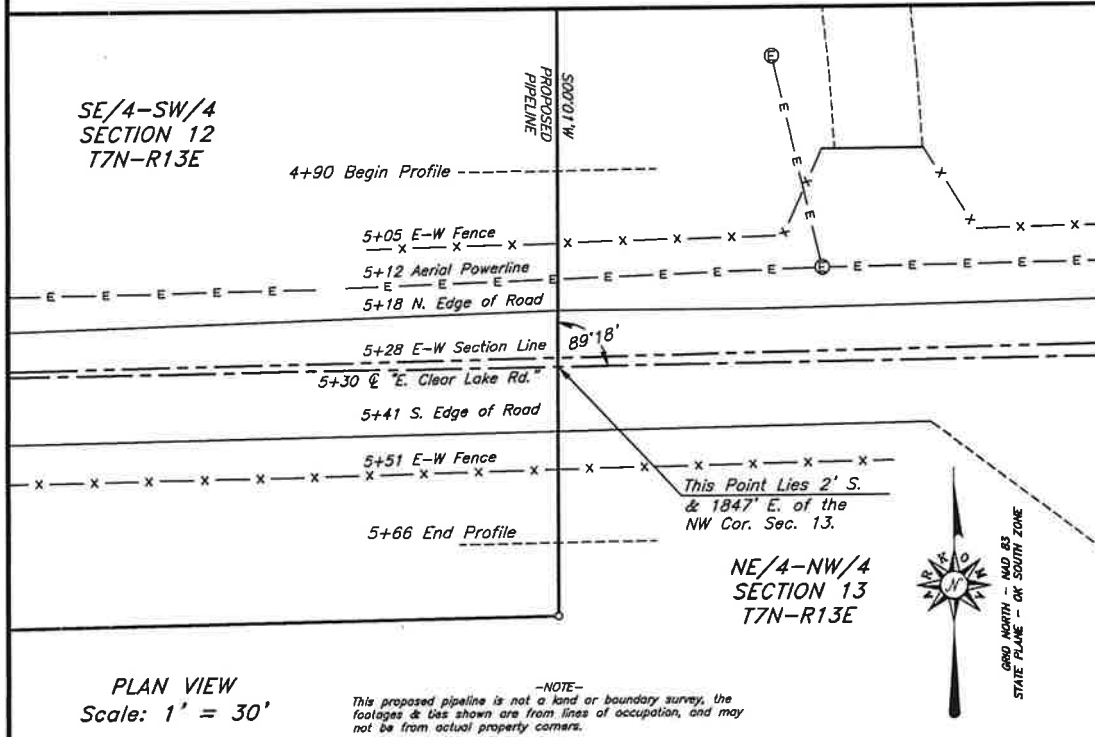 SE/4-SW/4
SECTION 12
T7N-R13E
S00°01'W
PROPOSED
PIPELINE
4+90 Begin Profile
5+05 E-W Fence
X X X X X X X X X X X
5+12 Aerial Powerline
E E E E E E E E E E E E E E E E E E
E E E E E
5+18 N. Edge of Road
5+28 E-W Section Line
89°18'
5+30 ℄ "E. Clear Lake Rd."
5+41 S. Edge of Road
5+51 E-W Fence
X X X X X X X X X X X X X X X X
This Point Lies 2' S.
& 1847' E. of the
NW Cor. Sec. 13.
5+66 End Profile
NE/4-NW/4
SECTION 13
T7N-R13E
ARKOMA
N
GRID NORTH - NAD 83
STATE PLANE - OK SOUTH ZONE
PLAN VIEW
Scale: 1' = 30'
-NOTE-
This proposed pipeline is not a land or boundary survey, the
footages & ties shown are from lines of occupation, and may
not be from actual property corners.